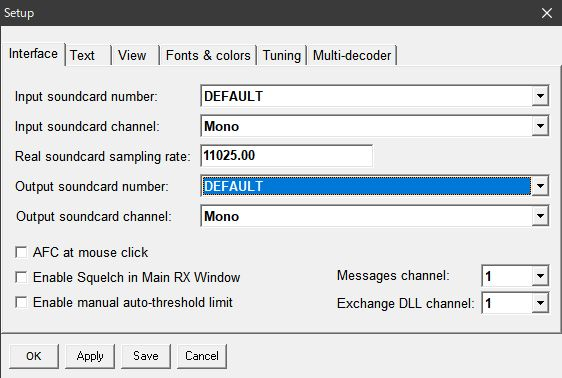 Setup
Interface Text View Fonts & colors Tuning Multi-decoder
Input soundcard number: DEFAULT
Input soundcard channel: Mono
Real soundcard sampling rate: 11025.00
Output soundcard number: DEFAULT
Output soundcard channel: Mono
AFC at mouse click
Enable Squelch in Main RX Window Messages channel: 1
Enable manual auto-threshold limit Exchange DLL channel: 1
OK Apply Save Cancel